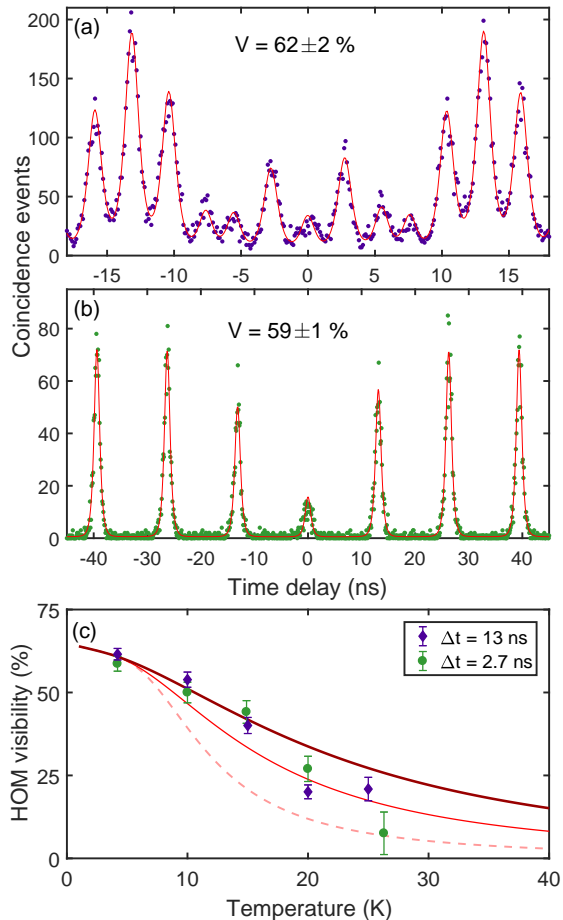 (a)
V = 62±2 %
200
150
100
50
0
-15 -10 -5 0 5 10 15
Coincidence events
(b)
V = 59±1 %
80
60
40
20
0
-40 -30 -20 -10 0 10 20 30 40
Time delay (ns)
(c)
Δt = 13 ns
Δt = 2.7 ns
75
50
25
0
HOM visibility (%)
0 10 20 30 40
Temperature (K)